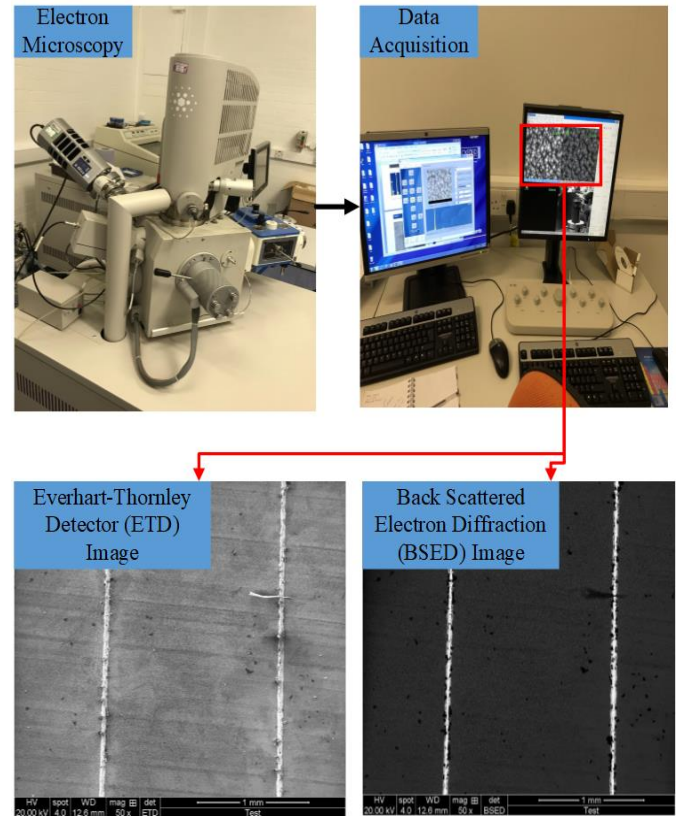 Electron
Microscopy
Data
Acquisition
Everhart-Thornley
Detector (ETD)
Image
Back Scattered
Electron Diffraction
(BSED) Image
HV spot WD mag ⊞ det 1 mm
20.00 kV 4.0 12.6 mm 50 x ETD Test
HV spot WD mag ⊞ det 1 mm
20.00 kV 4.0 12.6 mm 50 x BSED Test